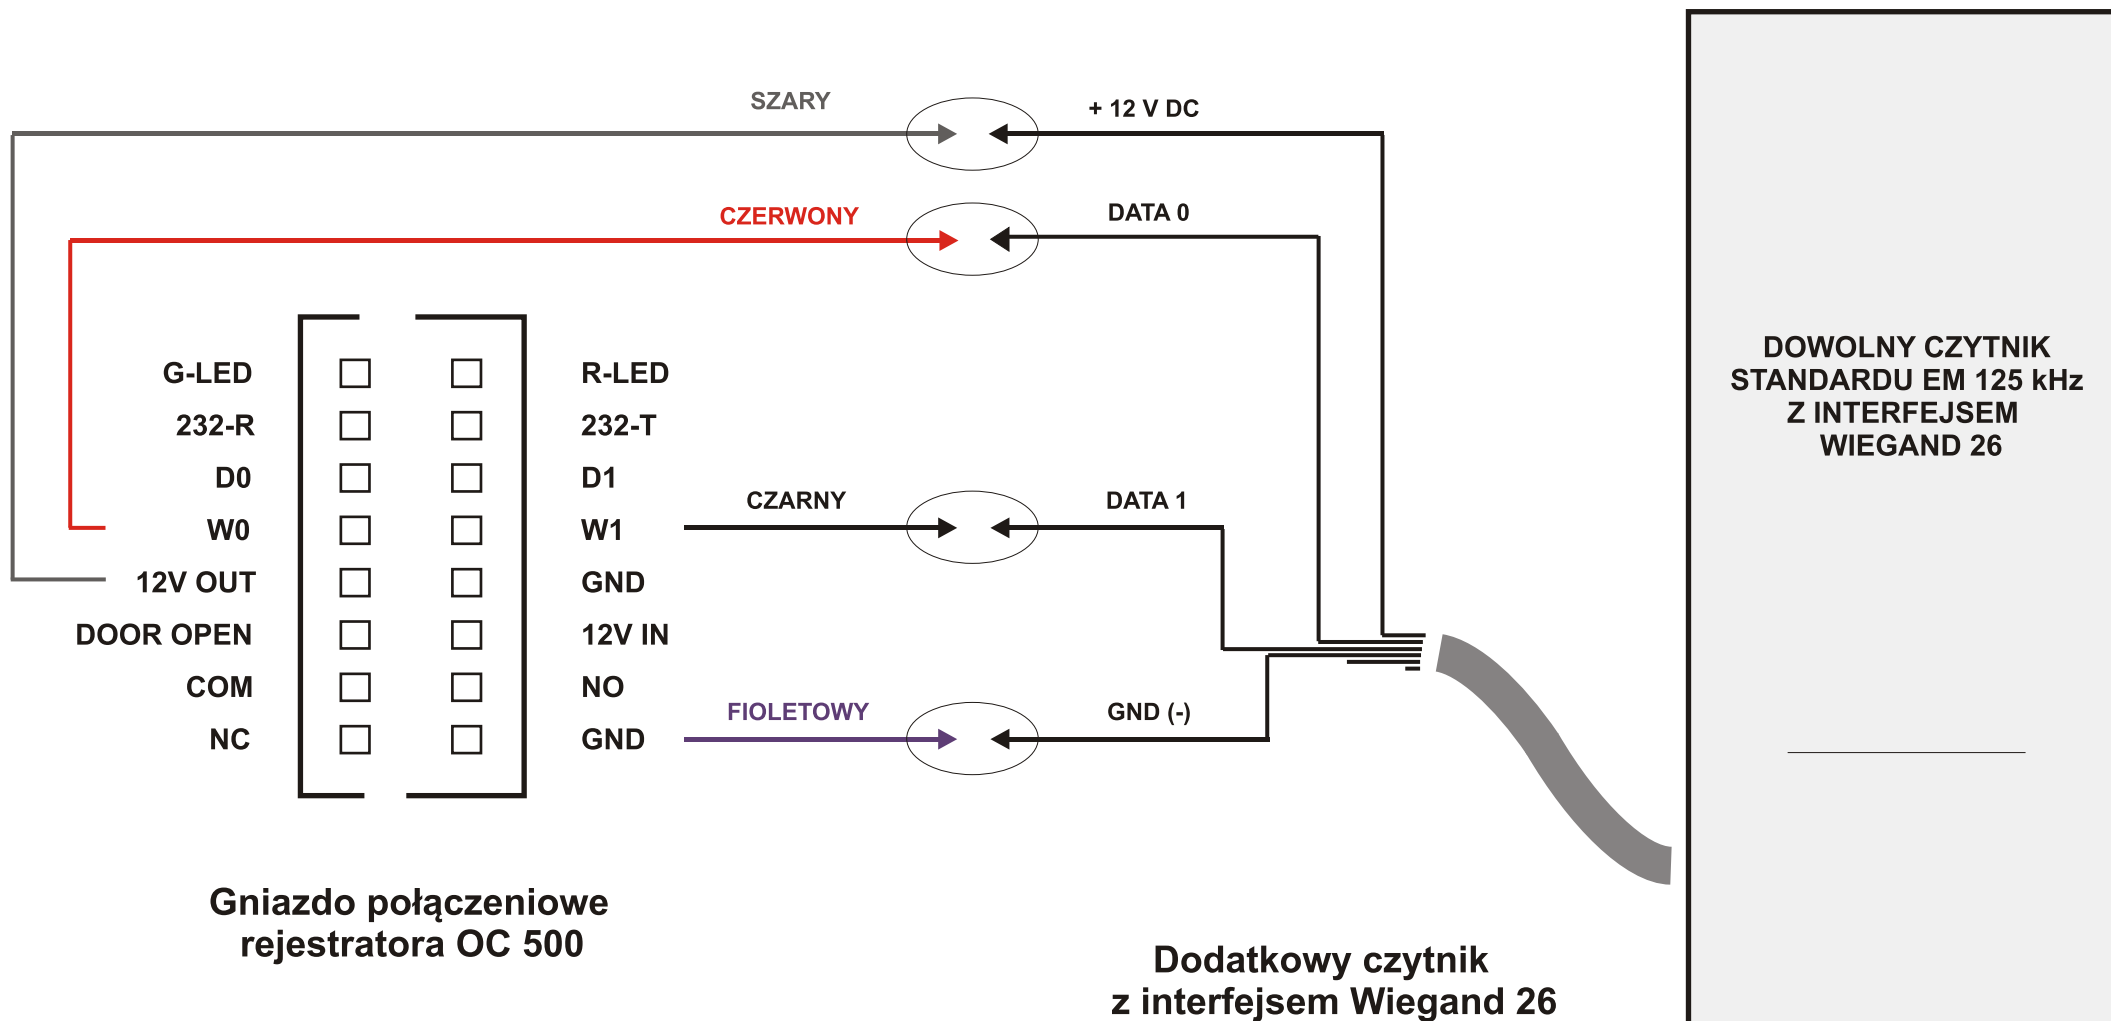 SZARY
+ 12 V DC
CZERWONY
DATA 0
G-LED
R-LED
232-R
232-T
D0
D1
W0
W1
12V OUT
GND
DOOR OPEN
12V IN
COM
NO
NC
GND
CZARNY
DATA 1
FIOLETOWY
GND (-)
DOWOLNY CZYTNIK
STANDARDU EM 125 kHz
Z INTERFEJSEM
WIEGAND 26
Gniazdo połączeniowe
rejestratora OC 500
Dodatkowy czytnik
z interfejsem Wiegand 26